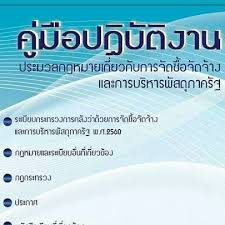 คู่มือปฏิบัติงาน
ประมวลกฎหมายเกี่ยวกับการจัดซื้อจัดจ้าง
และการบริหารพัสดุภาครัฐ
ระเบียบกระทรวงการคลังว่าด้วยการจัดซื้อจัดจ้าง
และการบริหารพัสดุภาครัฐ พ.ศ.2560
กฎหมายและระเบียบอื่นที่เกี่ยวข้อง
กฎกระทรวง
ประกาศ